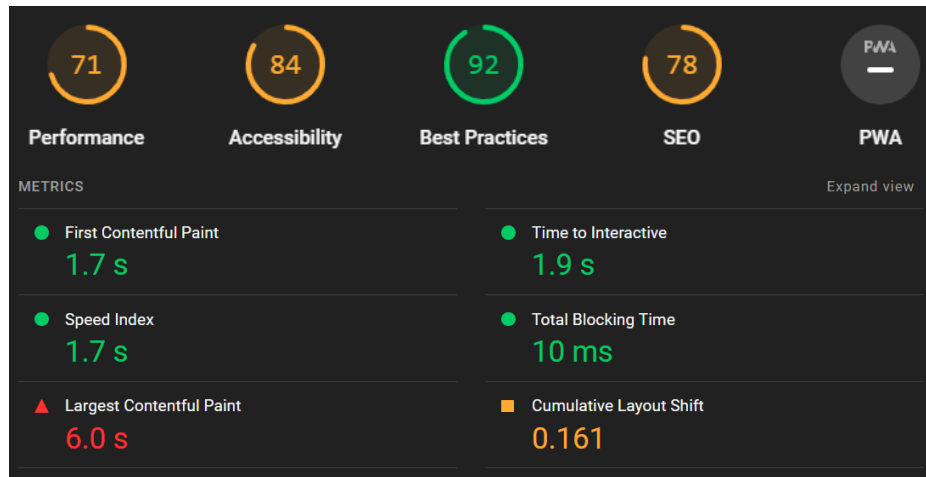 71 84 92 78 PWA
Performance Accessibility Best Practices SEO PWA
METRICS Expand view
First Contentful Paint Time to Interactive
1.7 s 1.9 s
Speed Index Total Blocking Time
1.7 s 10 ms
Largest Contentful Paint Cumulative Layout Shift
6.0 s 0.161